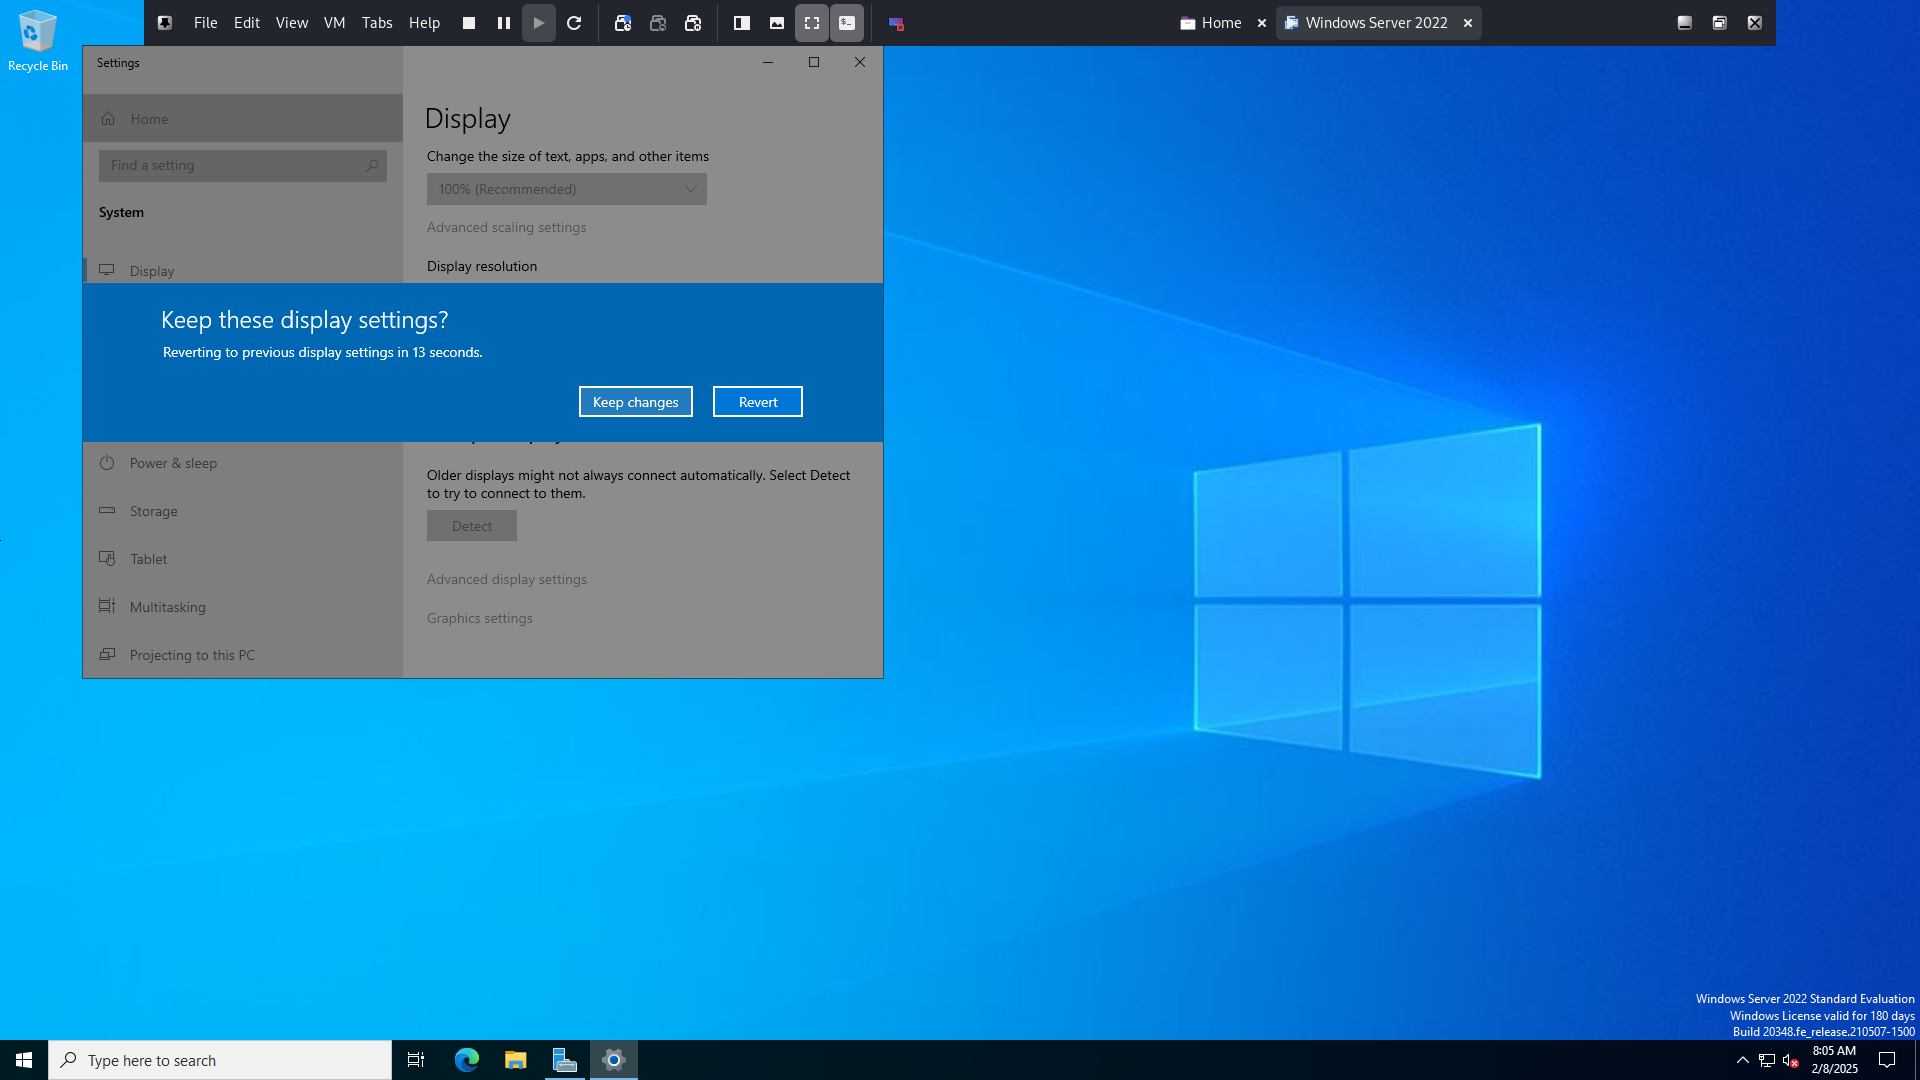 File Edit View VM Tabs Help
Home
Windows Server 2022
Recycle Bin
Settings
Home
Find a setting
System
Display
Display
Change the size of text, apps, and other items
100% (Recommended)
Advanced scaling settings
Display resolution
Keep these display settings?
Reverting to previous display settings in 13 seconds.
Keep changes
Revert
Power & sleep
Storage
Tablet
Multitasking
Projecting to this PC
Older displays might not always connect automatically. Select Detect
to try to connect to them.
Detect
Advanced display settings
Graphics settings
Windows Server 2022 Standard Evaluation
Windows License valid for 180 days
Build 20348.fe_release.210507-1500
Type here to search
8:05 AM
2/8/2025